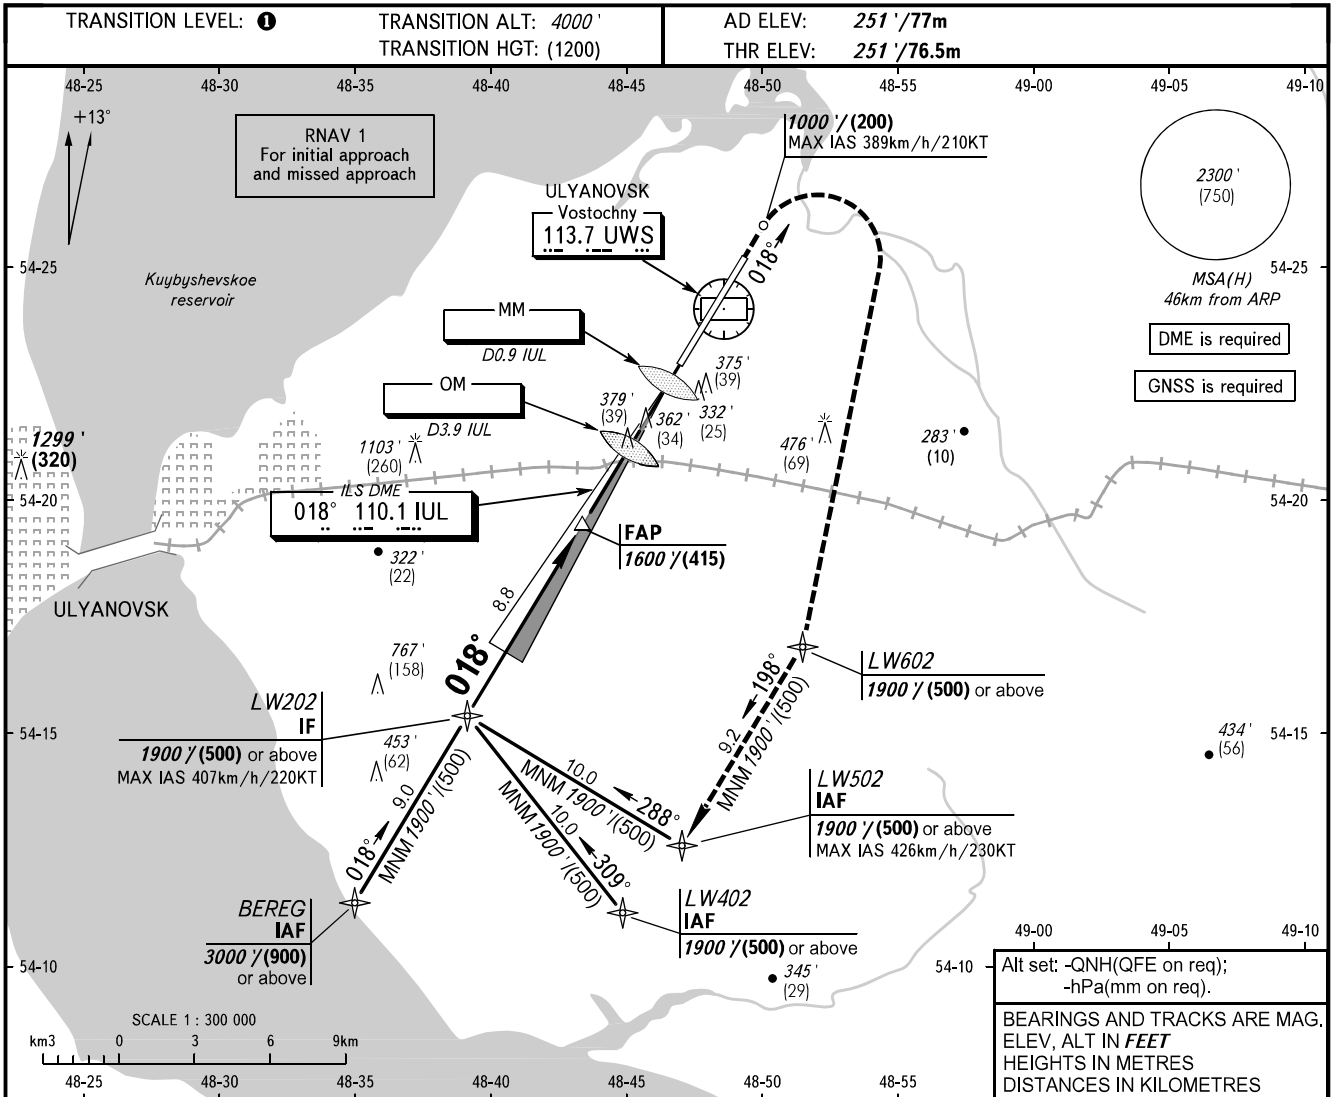 TRANSITION LEVEL: ❶
TRANSITION ALT: 4000 '
TRANSITION HGT: (1200)
AD ELEV: 251 '/77m
THR ELEV: 251 '/76.5m
48-25 48-30 48-35 48-40 48-45 48-50 48-55 49-00 49-05 49-10
+13°
RNAV 1
For initial approach
and missed approach
1000 '/(200)
MAX IAS 389km/h/210KT
2300 '
(750)
MSA(H)
46km from ARP
DME is required
GNSS is required
ULYANOVSK
Vostochny
113.7 UWS
018°
54-25
54-25
Kuybyshevskoe
reservoir
MM
D0.9 IUL
OM
D3.9 IUL
375 '
(39)
379 '
(39)
362 '
(34)
332 '
(25)
476 '
(69)
283 '
(10)
1299 '
(320)
1103 '
(260)
ILS DME
018° 110.1 IUL
54-20
54-20
FAP
1600 '/(415)
322 '
(22)
ULYANOVSK
8.8
018°
767 '
(158)
LW602
1900 '/(500) or above
198°
9.2
MNM 1900 '/(500)
LW202
IF
1900 '/(500) or above
MAX IAS 407km/h/220KT
54-15
54-15
434 '
(56)
453 '
(62)
10.0
288°
MNM 1900 '/(500)
10.0
309°
MNM 1900 '/(500)
9.0
018°
MNM 1900 '/(500)
LW502
IAF
1900 '/(500) or above
MAX IAS 426km/h/230KT
LW402
IAF
1900 '/(500) or above
BEREG
IAF
3000 '/(900)
or above
345 '
(29)
54-10
54-10
49-00 49-05 49-10
Alt set: -QNH(QFE on req);
-hPa(mm on req).
BEARINGS AND TRACKS ARE MAG.
ELEV, ALT IN FEET
HEIGHTS IN METRES
DISTANCES IN KILOMETRES
SCALE 1 : 300 000
km3 0 3 6 9km
48-25 48-30 48-35 48-40 48-45 48-50 48-55